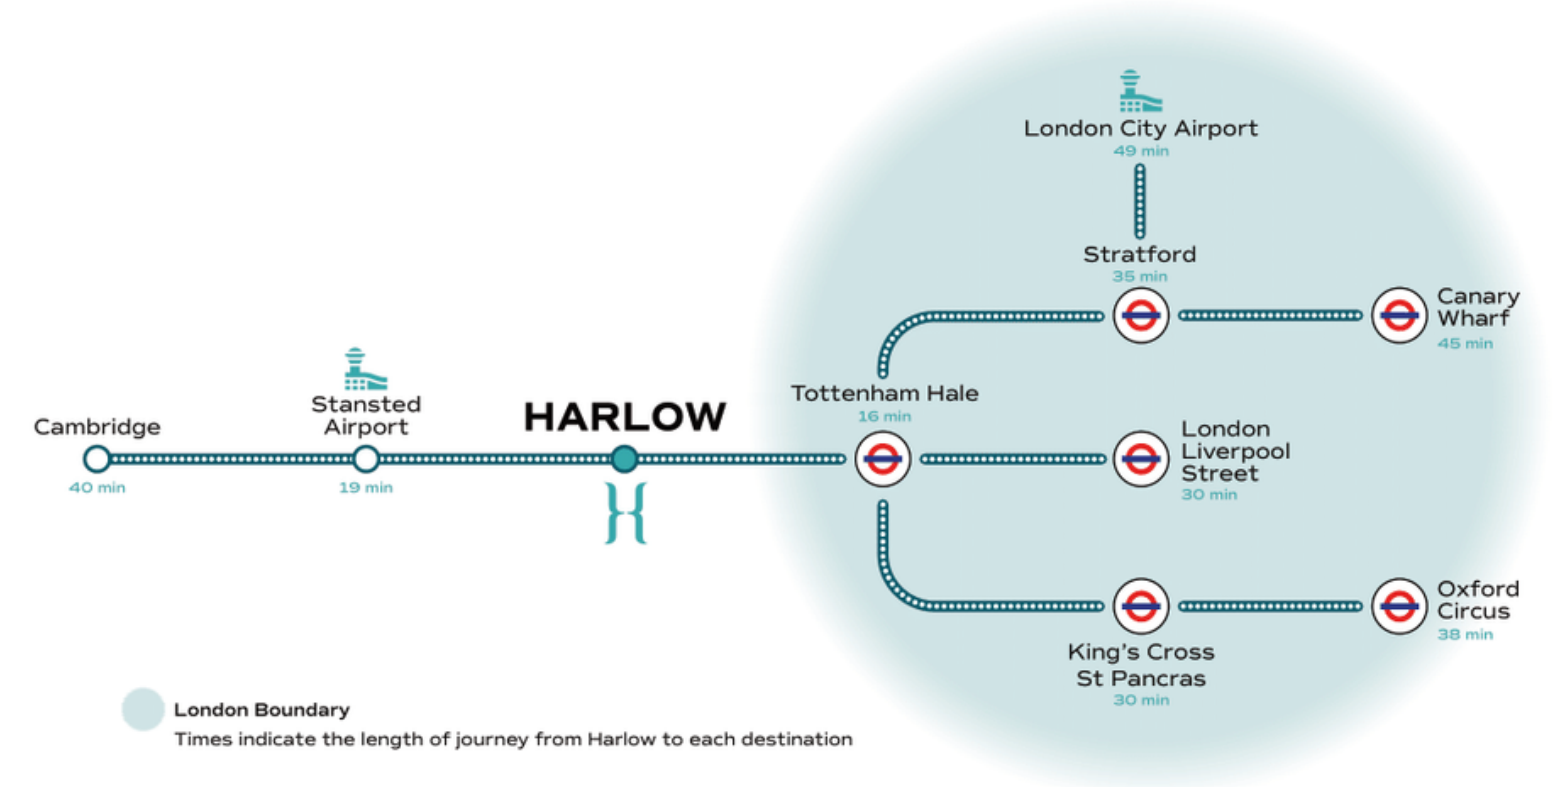 London City Airport
49 min
Stratford
35 min
Canary
Wharf
45 min
Tottenham Hale
16 min
Stansted
Airport
19 min
HARLOW
Cambridge
40 min
London
Liverpool
Street
30 min
Oxford
Circus
38 min
King's Cross
St Pancras
30 min
London Boundary
Times indicate the length of journey from Harlow to each destination